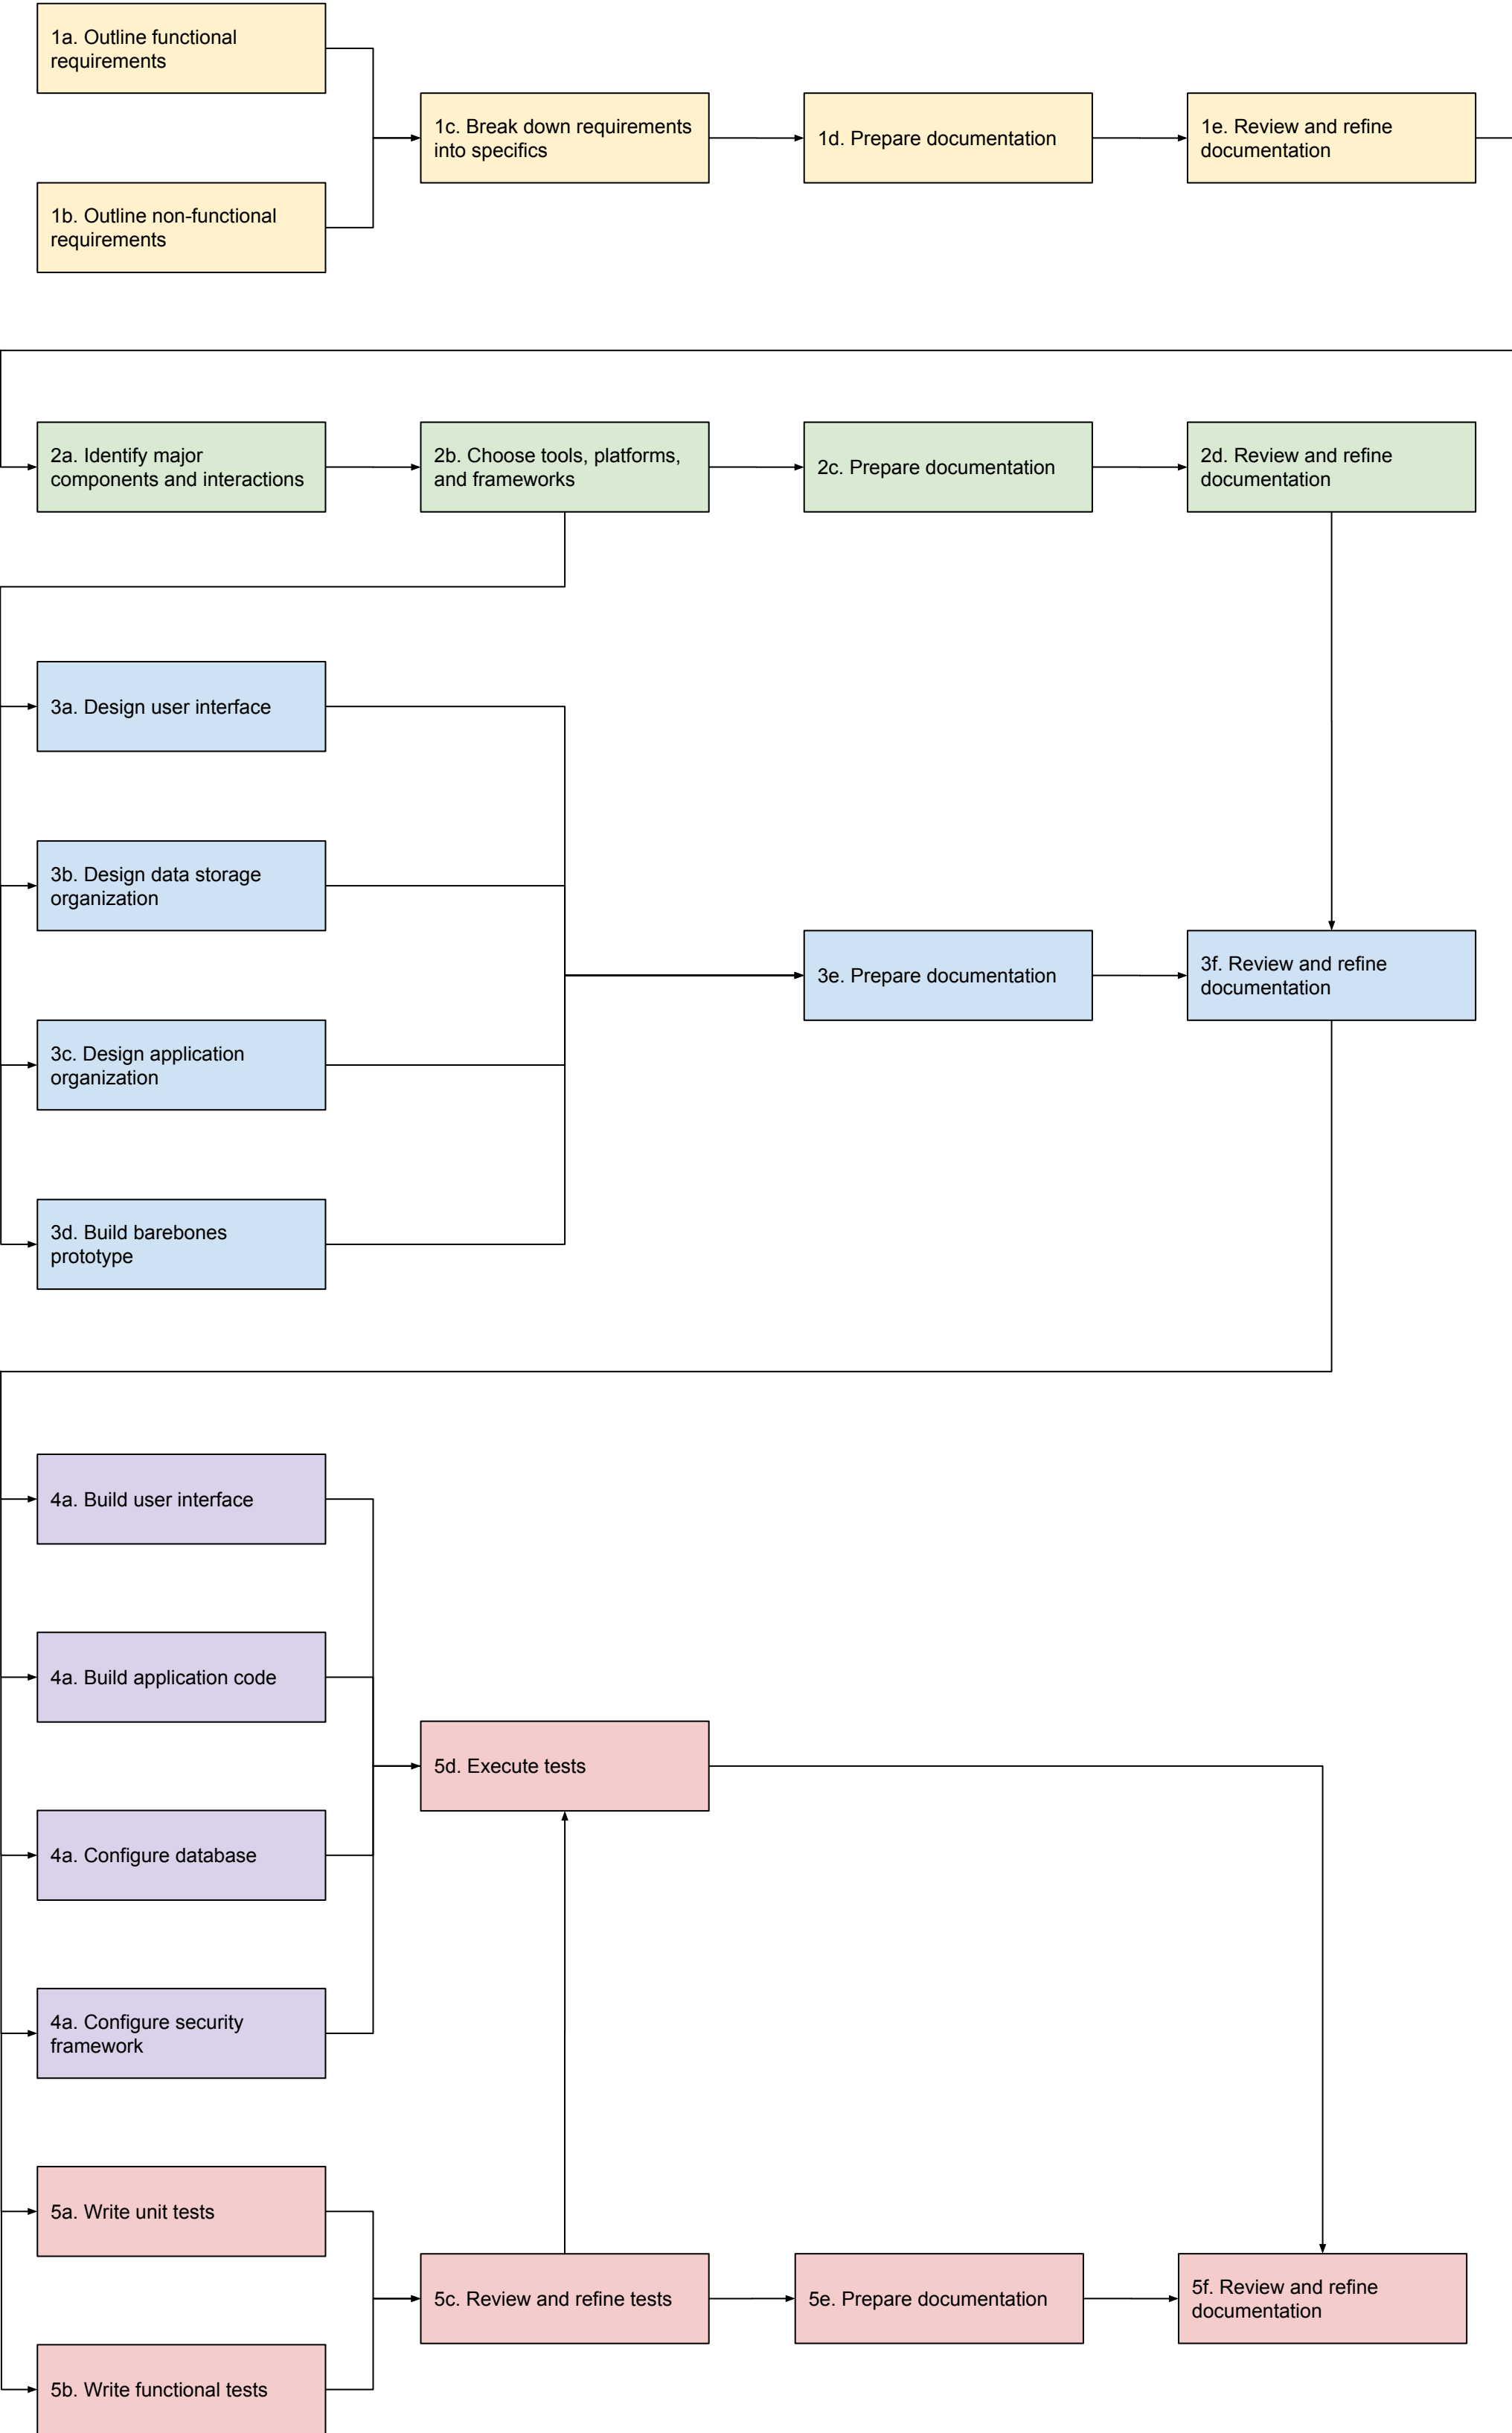 1a. Outline functional
requirements
1b. Outline non-functional
requirements
1c. Break down requirements
into specifics
1d. Prepare documentation
1e. Review and refine
documentation
2a. Identify major
components and interactions
2b. Choose tools, platforms,
and frameworks
2c. Prepare documentation
2d. Review and refine
documentation
3a. Design user interface
3b. Design data storage
organization
3c. Design application
organization
3d. Build barebones
prototype
3e. Prepare documentation
3f. Review and refine
documentation
4a. Build user interface
4a. Build application code
4a. Configure database
4a. Configure security
framework
5d. Execute tests
5a. Write unit tests
5b. Write functional tests
5c. Review and refine tests
5e. Prepare documentation
5f. Review and refine
documentation